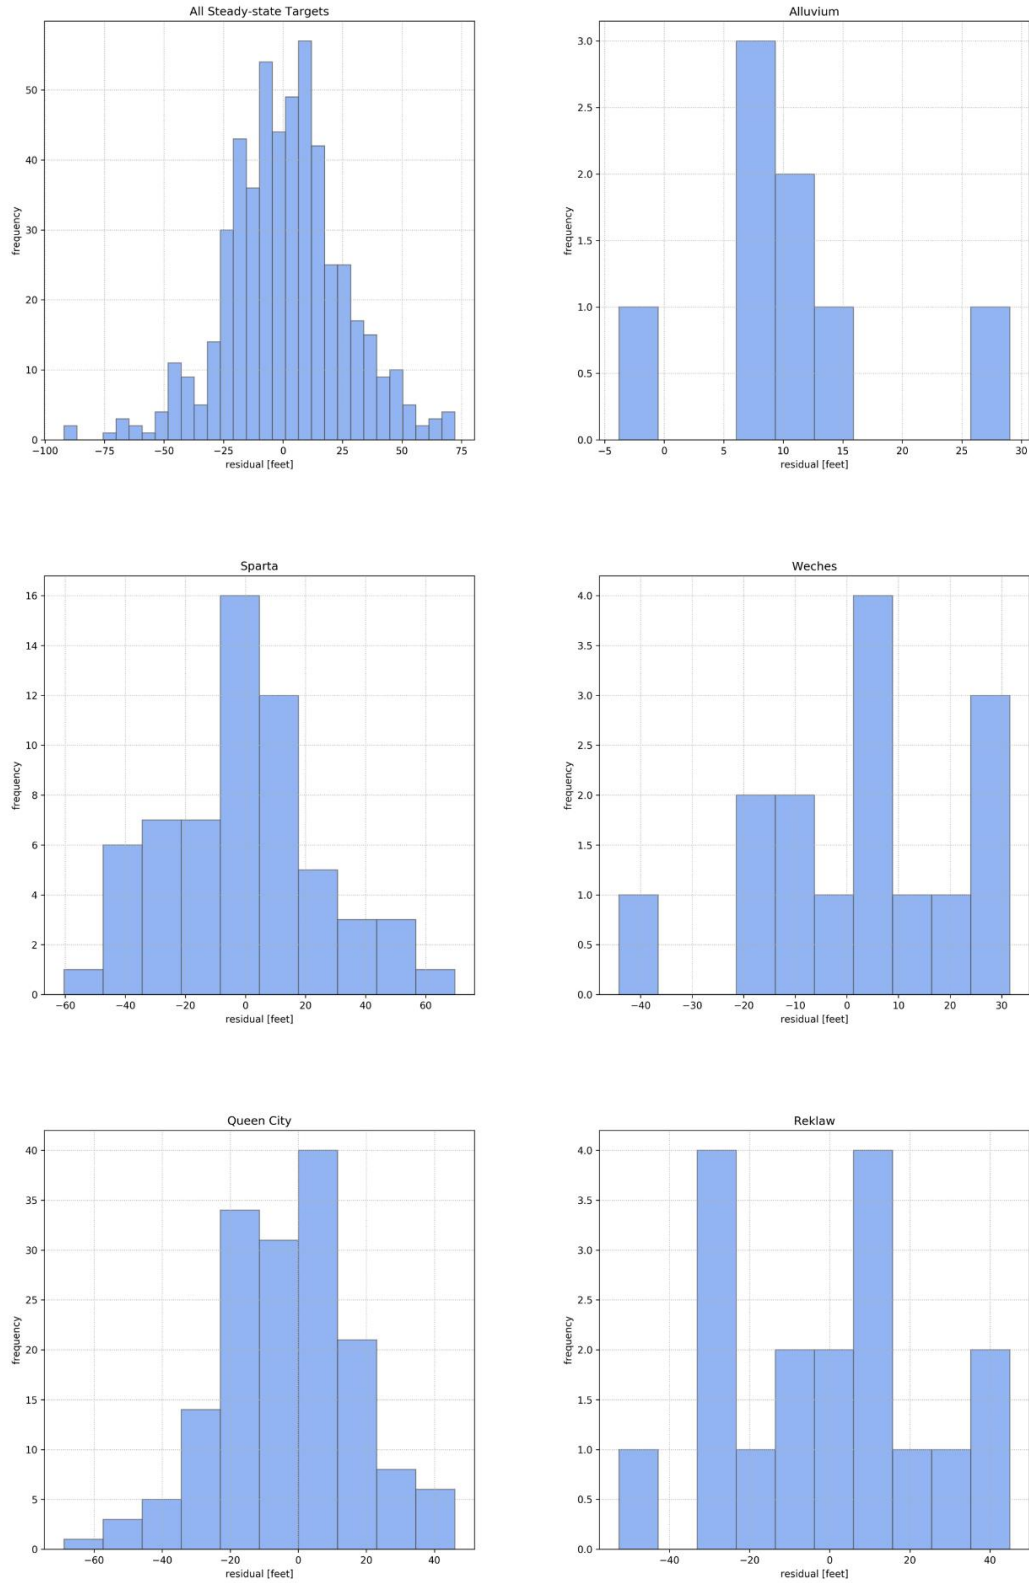 All Steady-state Targets
frequency
50
40
30
20
10
0
−100 −75 −50 −25 0 25 50 75
residual [feet]
Alluvium
frequency
3.0
2.5
2.0
1.5
1.0
0.5
0.0
−5 0 5 10 15 20 25 30
residual [feet]
Sparta
frequency
16
14
12
10
8
6
4
2
0
−60 −40 −20 0 20 40 60
residual [feet]
Weches
frequency
4.0
3.5
3.0
2.5
2.0
1.5
1.0
0.5
0.0
−40 −30 −20 −10 0 10 20 30
residual [feet]
Queen City
frequency
40
35
30
25
20
15
10
5
0
−60 −40 −20 0 20 40
residual [feet]
Reklaw
frequency
4.0
3.5
3.0
2.5
2.0
1.5
1.0
0.5
0.0
−40 −20 0 20 40
residual [feet]